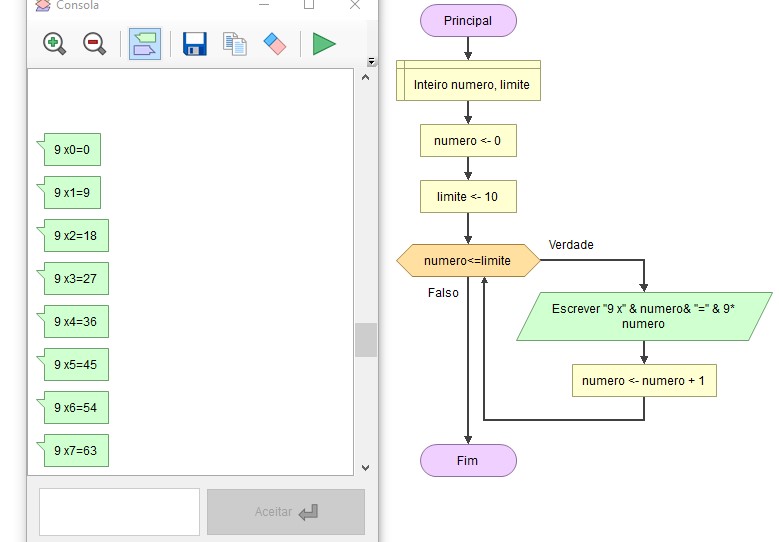 Consola
9 x0=0
9 x1=9
9 x2=18
9 x3=27
9 x4=36
9 x5=45
9 x6=54
9 x7=63
Aceitar
Principal
Inteiro numero, limite
numero <- 0
limite <- 10
numero<=limite
Verdade
Falso
Escrever "9 x" & numero& "=" & 9*
numero
numero <- numero + 1
Fim